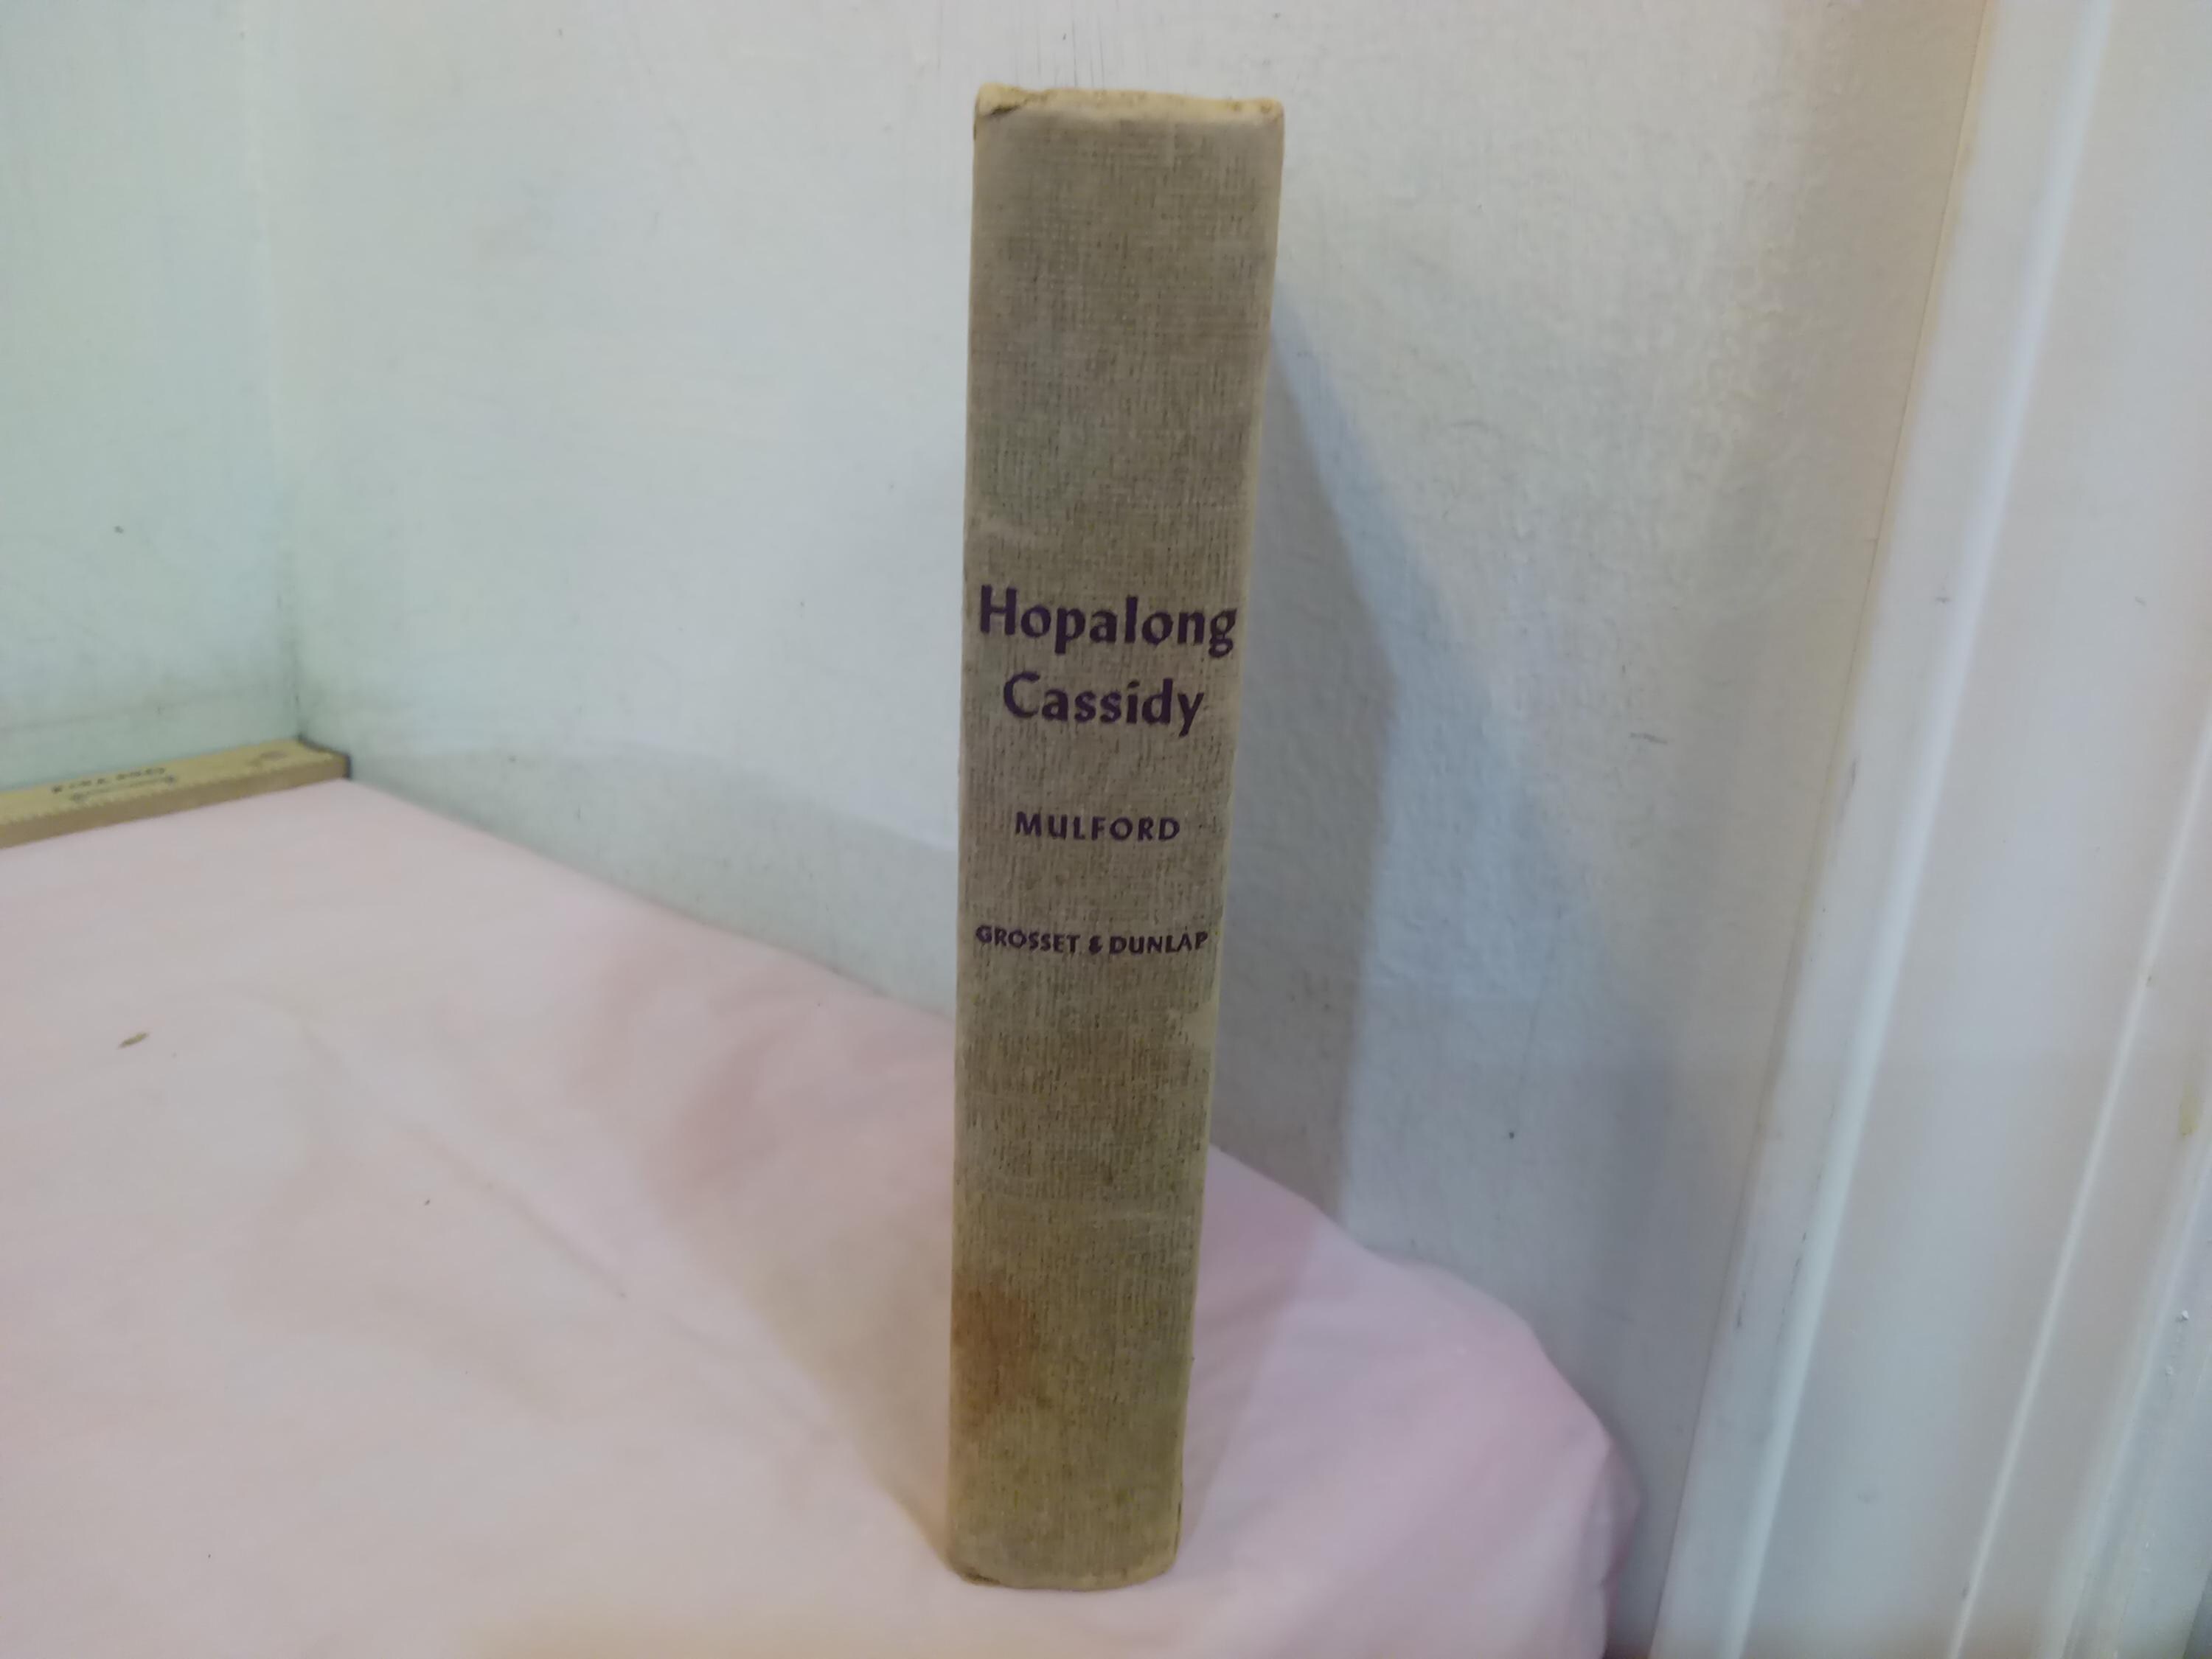 Hopalong
Cassidy
MULFORD
GROSSET & DUNLAP